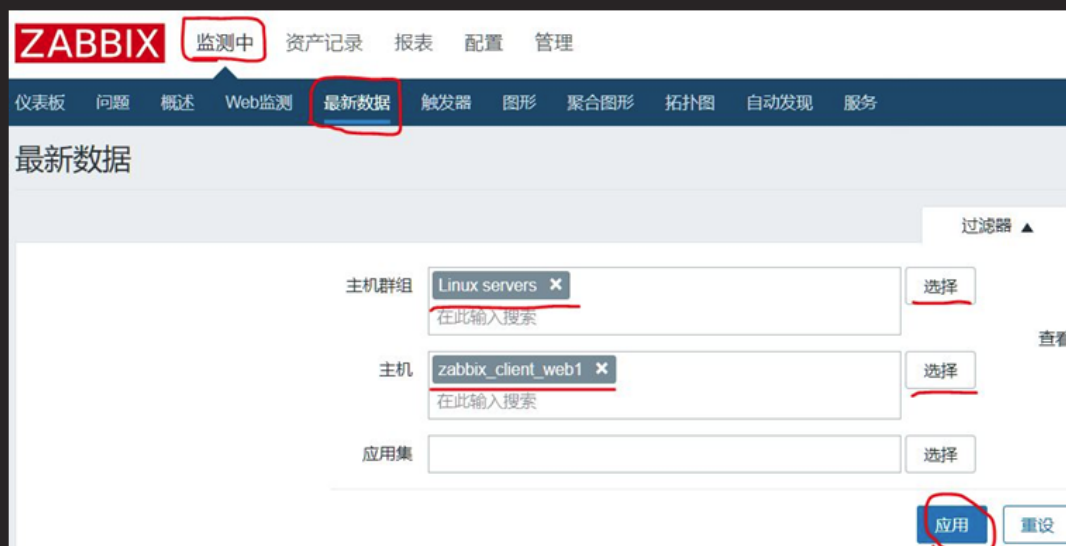 ZABBIX 监测中 资产记录 报表 配置 管理
仪表板 问题 概述 Web监测 最新数据 触发器 图形 聚合图形 拓扑图 自动发现 服务
最新数据
过滤器 ▲
主机群组 Linux servers × 选择
在此输入搜索
查看
主机 zabbix_client_web1 × 选择
在此输入搜索
应用集 选择
应用 重设